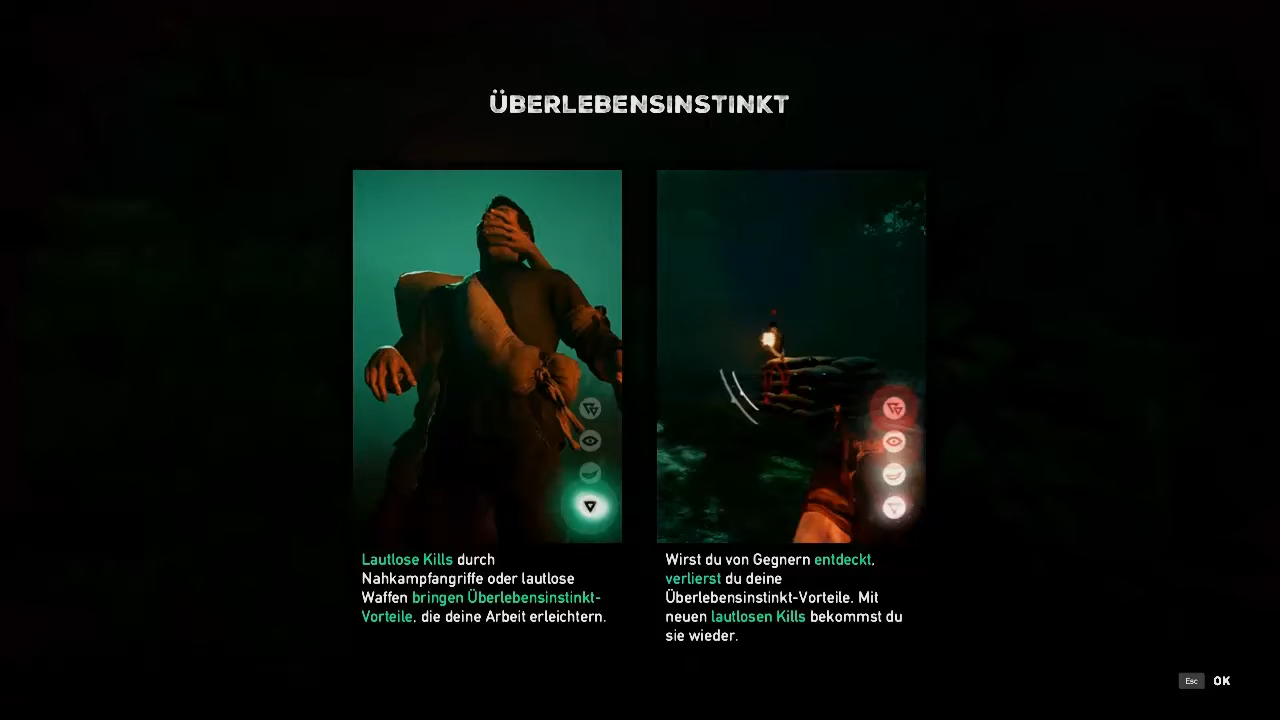 ÜBERLEBENSINSTINKT
Lautlose Kills durch
Nahkampfangriffe oder lautlose
Waffen bringen Überlebensinstinkt-
Vorteile, die deine Arbeit erleichtern.
Wirst du von Gegnern entdeckt,
verlierst du deine
Überlebensinstinkt-Vorteile. Mit
neuen lautlosen Kills bekommst du
sie wieder.
Esc OK